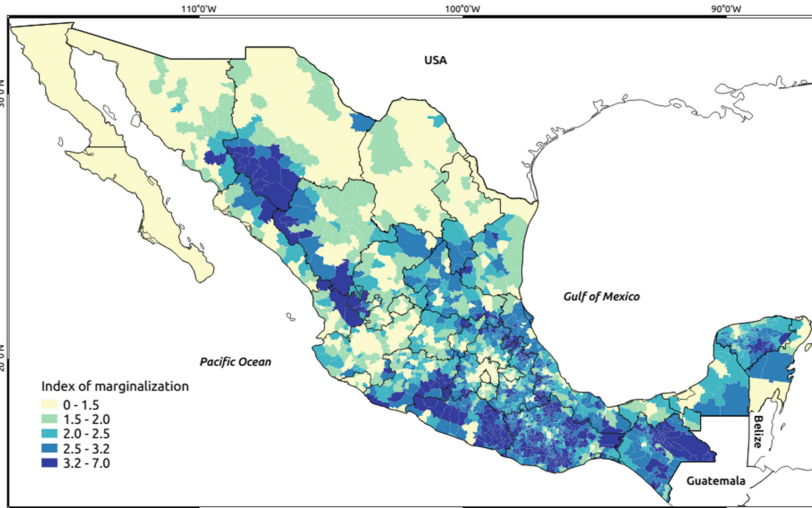 110°0'W 100°0'W 90°0'W
USA
Gulf of Mexico
Pacific Ocean
Index of marginalization
0 - 1.5
1.5 - 2.0
2.0 - 2.5
2.5 - 3.2
3.2 - 7.0
Belize
Guatemala